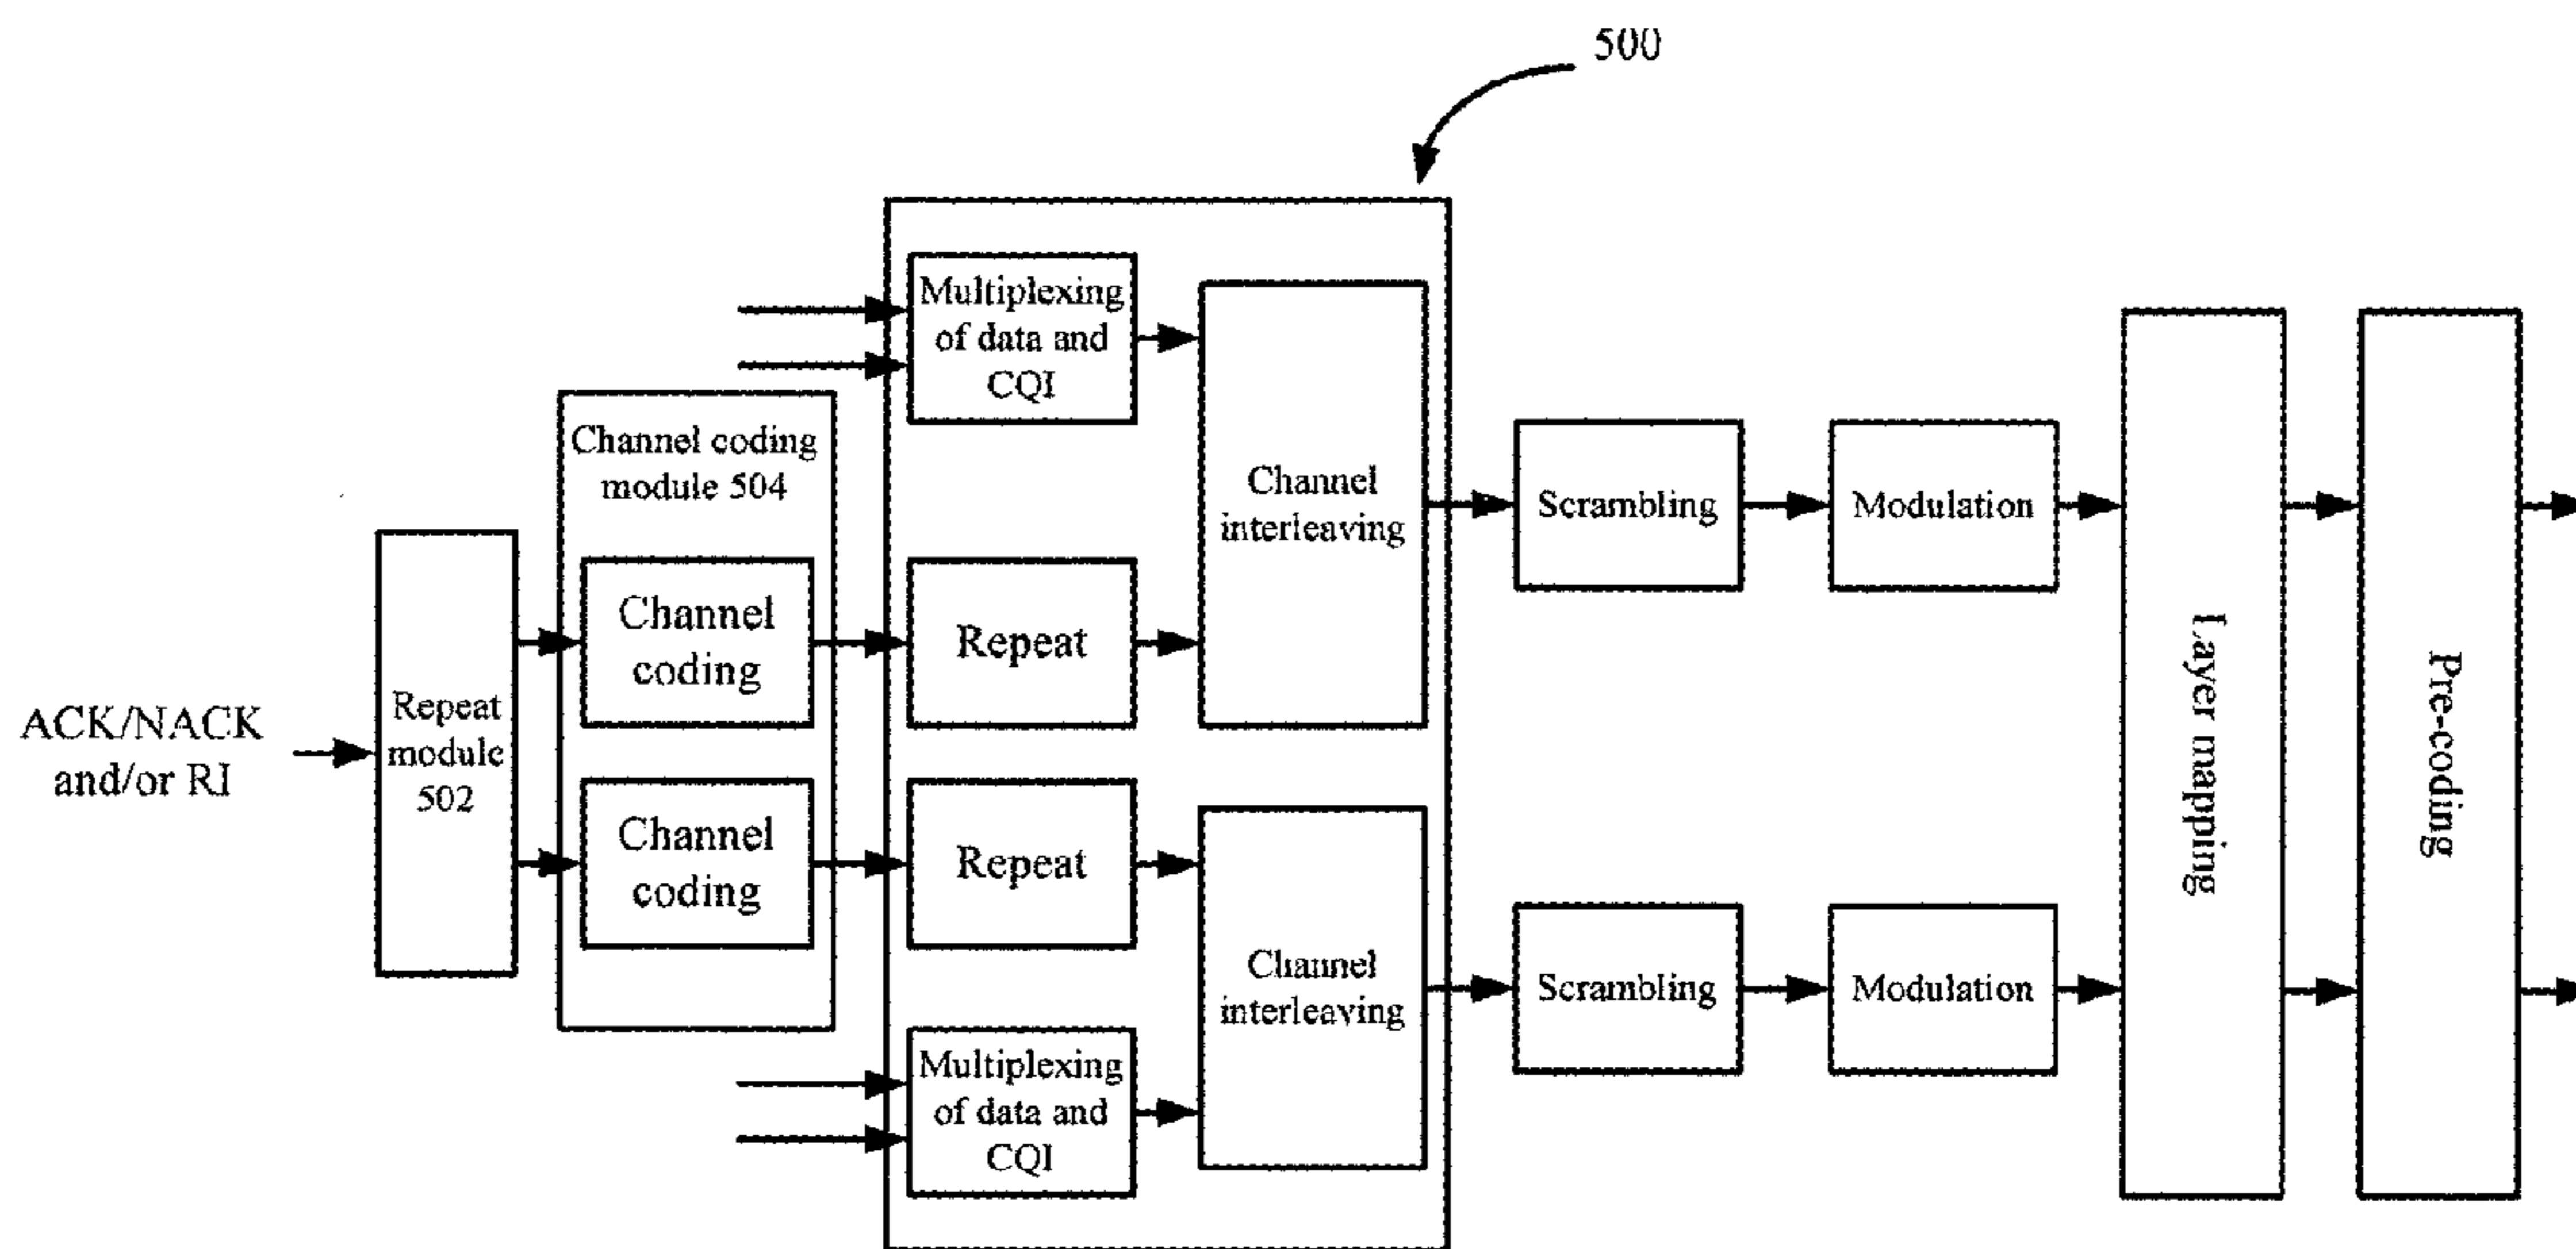 500
Multiplexing
of data and
CQI
Channel coding
module 504
Channel
interleaving
Scrambling
Modulation
Channel
coding
Repeat
ACK/NACK
and/or RI
Repeat
module
502
Layer mapping
Pre-coding
Channel
coding
Repeat
Channel
interleaving
Scrambling
Modulation
Multiplexing
of data and
CQI